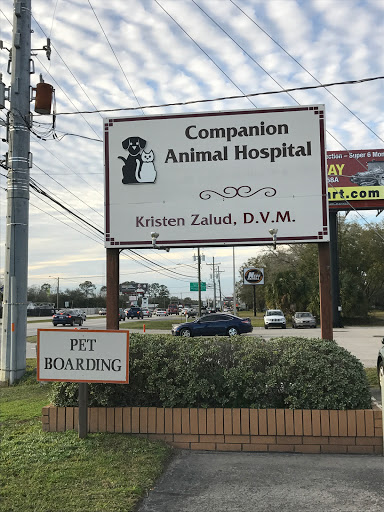 Companion
Animal Hospital
Kristen Zalud, D.V.M.
PET
BOARDING